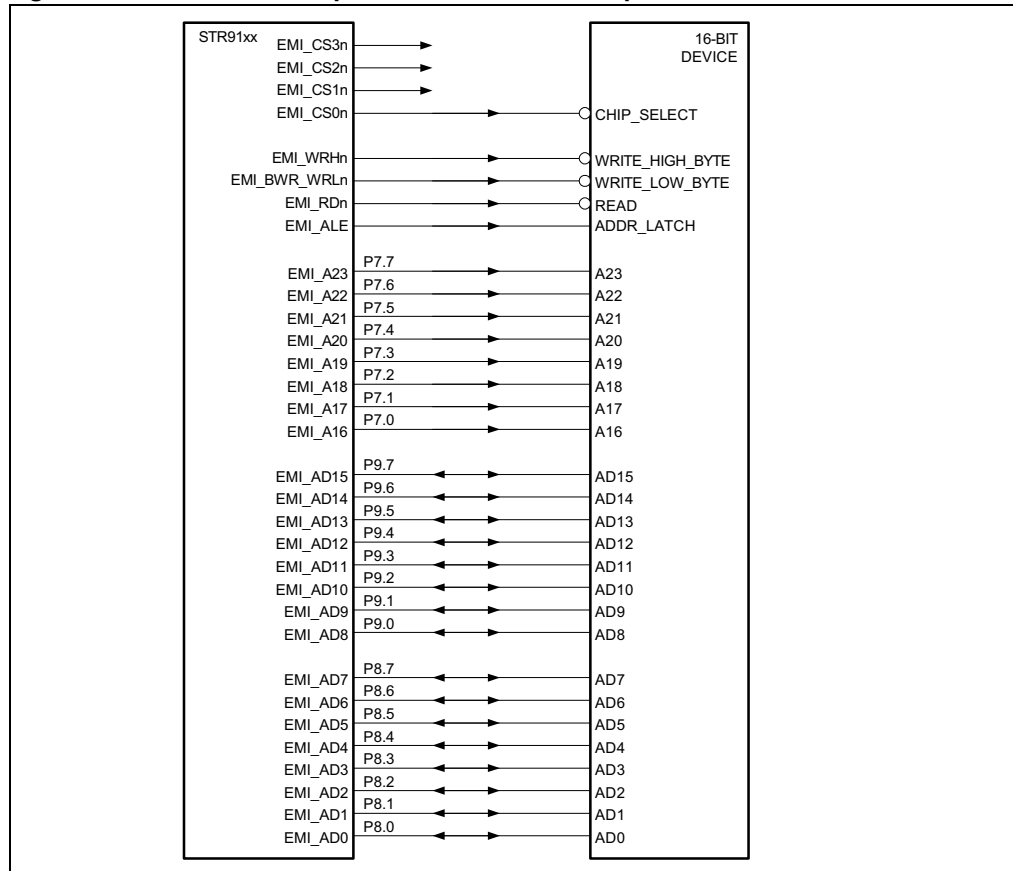 STR91xx
16-BIT
DEVICE
EMI_CS3n
EMI_CS2n
EMI_CS1n
EMI_CS0n CHIP_SELECT
EMI_WRHn WRITE_HIGH_BYTE
EMI_BWR_WRLn WRITE_LOW_BYTE
EMI_RDn READ
EMI_ALE ADDR_LATCH
EMI_A23 P7.7 A23
EMI_A22 P7.6 A22
EMI_A21 P7.5 A21
EMI_A20 P7.4 A20
EMI_A19 P7.3 A19
EMI_A18 P7.2 A18
EMI_A17 P7.1 A17
EMI_A16 P7.0 A16
EMI_AD15 P9.7 AD15
EMI_AD14 P9.6 AD14
EMI_AD13 P9.5 AD13
EMI_AD12 P9.4 AD12
EMI_AD11 P9.3 AD11
EMI_AD10 P9.2 AD10
EMI_AD9 P9.1 AD9
EMI_AD8 P9.0 AD8
EMI_AD7 P8.7 AD7
EMI_AD6 P8.6 AD6
EMI_AD5 P8.5 AD5
EMI_AD4 P8.4 AD4
EMI_AD3 P8.3 AD3
EMI_AD2 P8.2 AD2
EMI_AD1 P8.1 AD1
EMI_AD0 P8.0 AD0